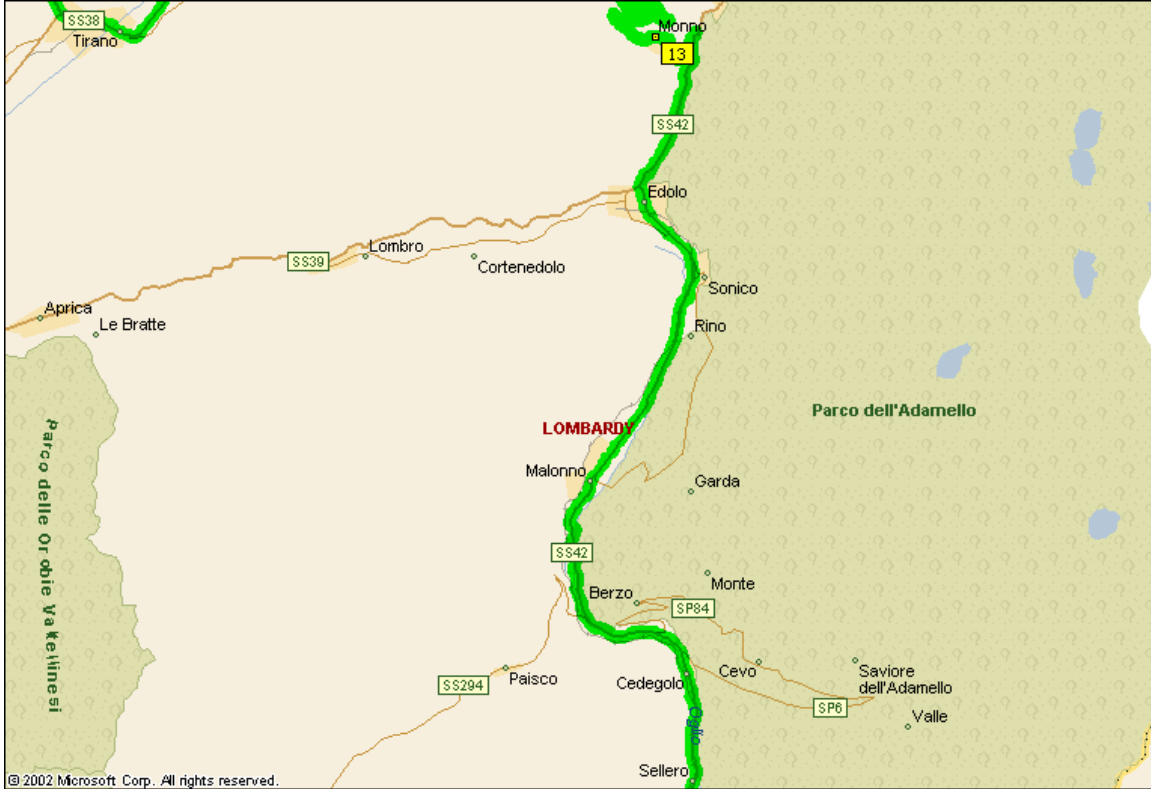 SS38
Tirano
Monno
13
SS42
Edolo
Lombro
SS39
Cortenedolo
Sonico
Aprica
Le Bratte
Rino
Parco dell'Adamello
LOMBARDY
Malonno
Garda
Parco delle Orobie Valtellinesi
SS42
Monte
Berzo
SP84
Paisco
SS294
Cedegolo
Cevo
Saviore
dell'Adamello
SP6
Valle
Oglio
Sellero
© 2002 Microsoft Corp. All rights reserved.